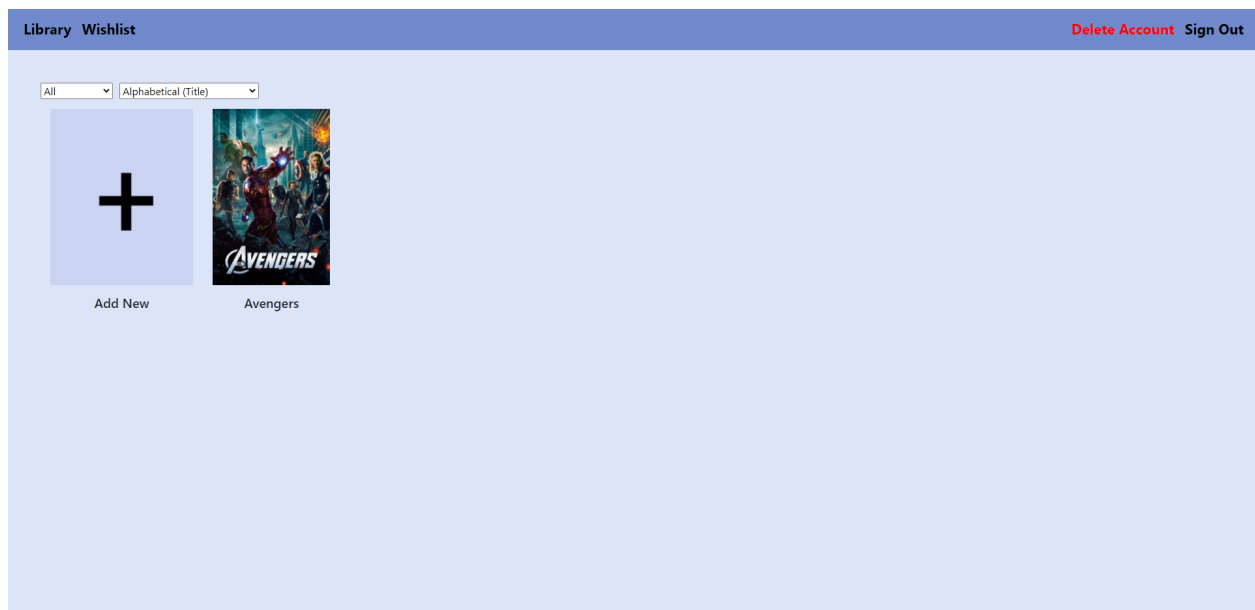 Library Wishlist Delete Account Sign Out
All Alphabetical (Title)
AVENGERS
Add New Avengers